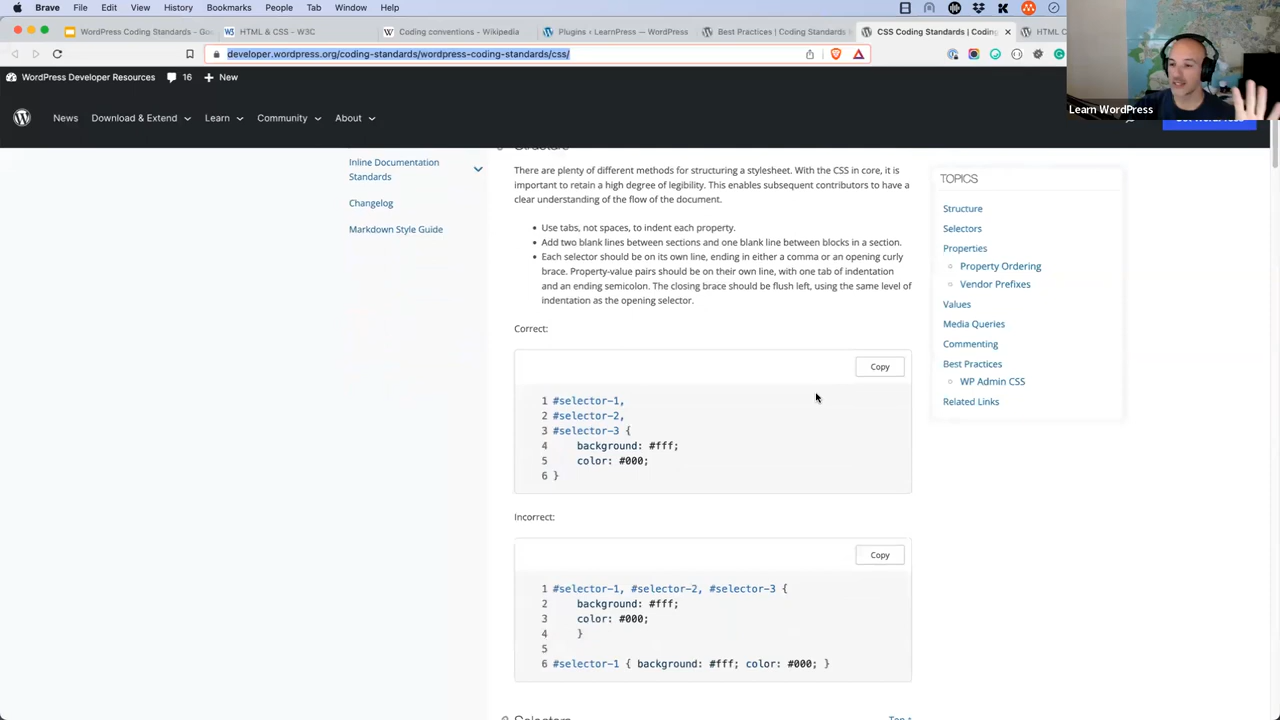 Brave File Edit View History Bookmarks People Tab Window Help
Coding conventions and Standards - Go
HTML & CSS - W3C
Coding conventions - Wikipedia
Plugins ‹ LearnPress — WordPress
Best Practices | Coding Standards
CSS Coding Standards | Coding
HTML C
developer.wordpress.org/coding-standards/wordpress-coding-standards/css/
WordPress Developer Resources 16 New
Learn WordPress
News Download & Extend Learn Community About
Structure
Inline Documentation
Standards
Changelog
Markdown Style Guide
There are plenty of different methods for structuring a stylesheet. With the CSS in core, it is
important to retain a high degree of legibility. This enables subsequent contributors to have a
clear understanding of the flow of the document.
• Use tabs, not spaces, to indent each property.
• Add two blank lines between sections and one blank line between blocks in a section.
• Each selector should be on its own line, ending in either a comma or an opening curly
brace. Property-value pairs should be on their own line, with one tab of indentation
and an ending semicolon. The closing brace should be flush left, using the same level of
indentation as the opening selector.
Correct:
Copy
1 #selector-1,
2 #selector-2,
3 #selector-3 {
4 background: #fff;
5 color: #000;
6 }
Incorrect:
Copy
1 #selector-1, #selector-2, #selector-3 {
2 background: #fff;
3 color: #000;
4 }
5
6 #selector-1 { background: #fff; color: #000; }
Selectors
Top
TOPICS
Structure
Selectors
Properties
Property Ordering
Vendor Prefixes
Values
Media Queries
Commenting
Best Practices
WP Admin CSS
Related Links